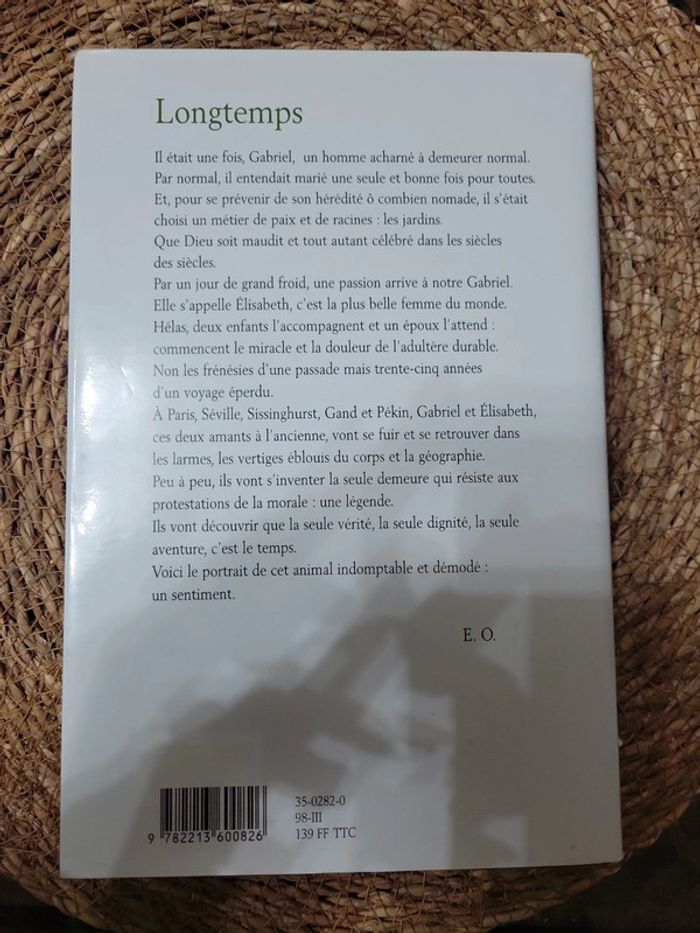 Longtemps
Il était une fois, Gabriel, un homme acharné à demeurer normal.
Par normal, il entendait marié une seule et bonne fois pour toutes.
Et, pour se prévenir de son hérédité ô combien nomade, il s'était
choisi un métier de paix et de racines : les jardins.
Que Dieu soit maudit et tout autant célébré dans les siècles
des siècles.
Par un jour de grand froid, une passion arrive à notre Gabriel.
Elle s'appelle Élisabeth, c'est la plus belle femme du monde.
Hélas, deux enfants l'accompagnent et un époux l'attend :
commencent le miracle et la douleur de l'adultère durable.
Non les frénésies d'une passade mais trente-cinq années
d'un voyage éperdu.
À Paris, Séville, Sissinghurst, Gand et Pékin, Gabriel et Élisabeth,
ces deux amants à l'ancienne, vont se fuir et se retrouver dans
les larmes, les vertiges éblouis du corps et la géographie.
Peu à peu, ils vont s'inventer la seule demeure qui résiste aux
protestations de la morale : une légende.
Ils vont découvrir que la seule vérité, la seule dignité, la seule
aventure, c'est le temps.
Voici le portrait de cet animal indomptable et démodé :
un sentiment.
E. O.
35-0282-0
98-III
139 FF TTC
9 782213 600826